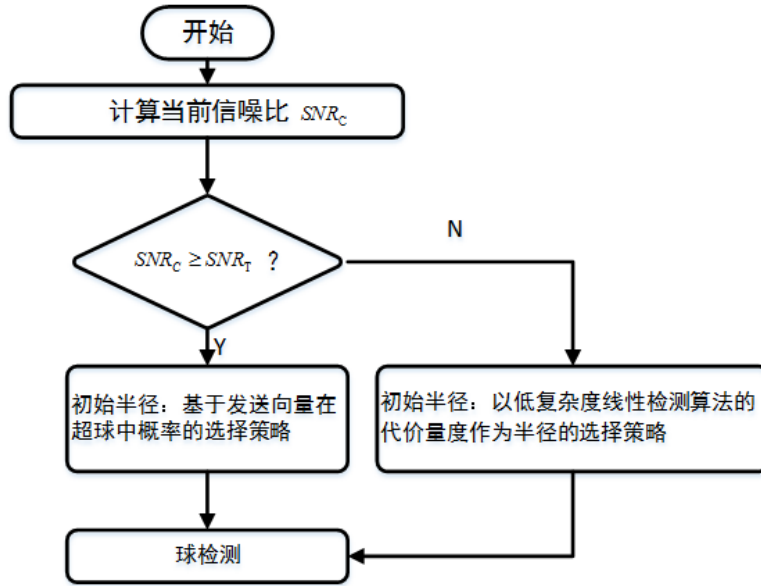 开始
计算当前信噪比 SNR_C
SNR_C ≥ SNR_T ?
N
Y
初始半径：基于发送向量在
超球中概率的选择策略
初始半径：以低复杂度线性检测算法的
代价量度作为半径的选择策略
球检测